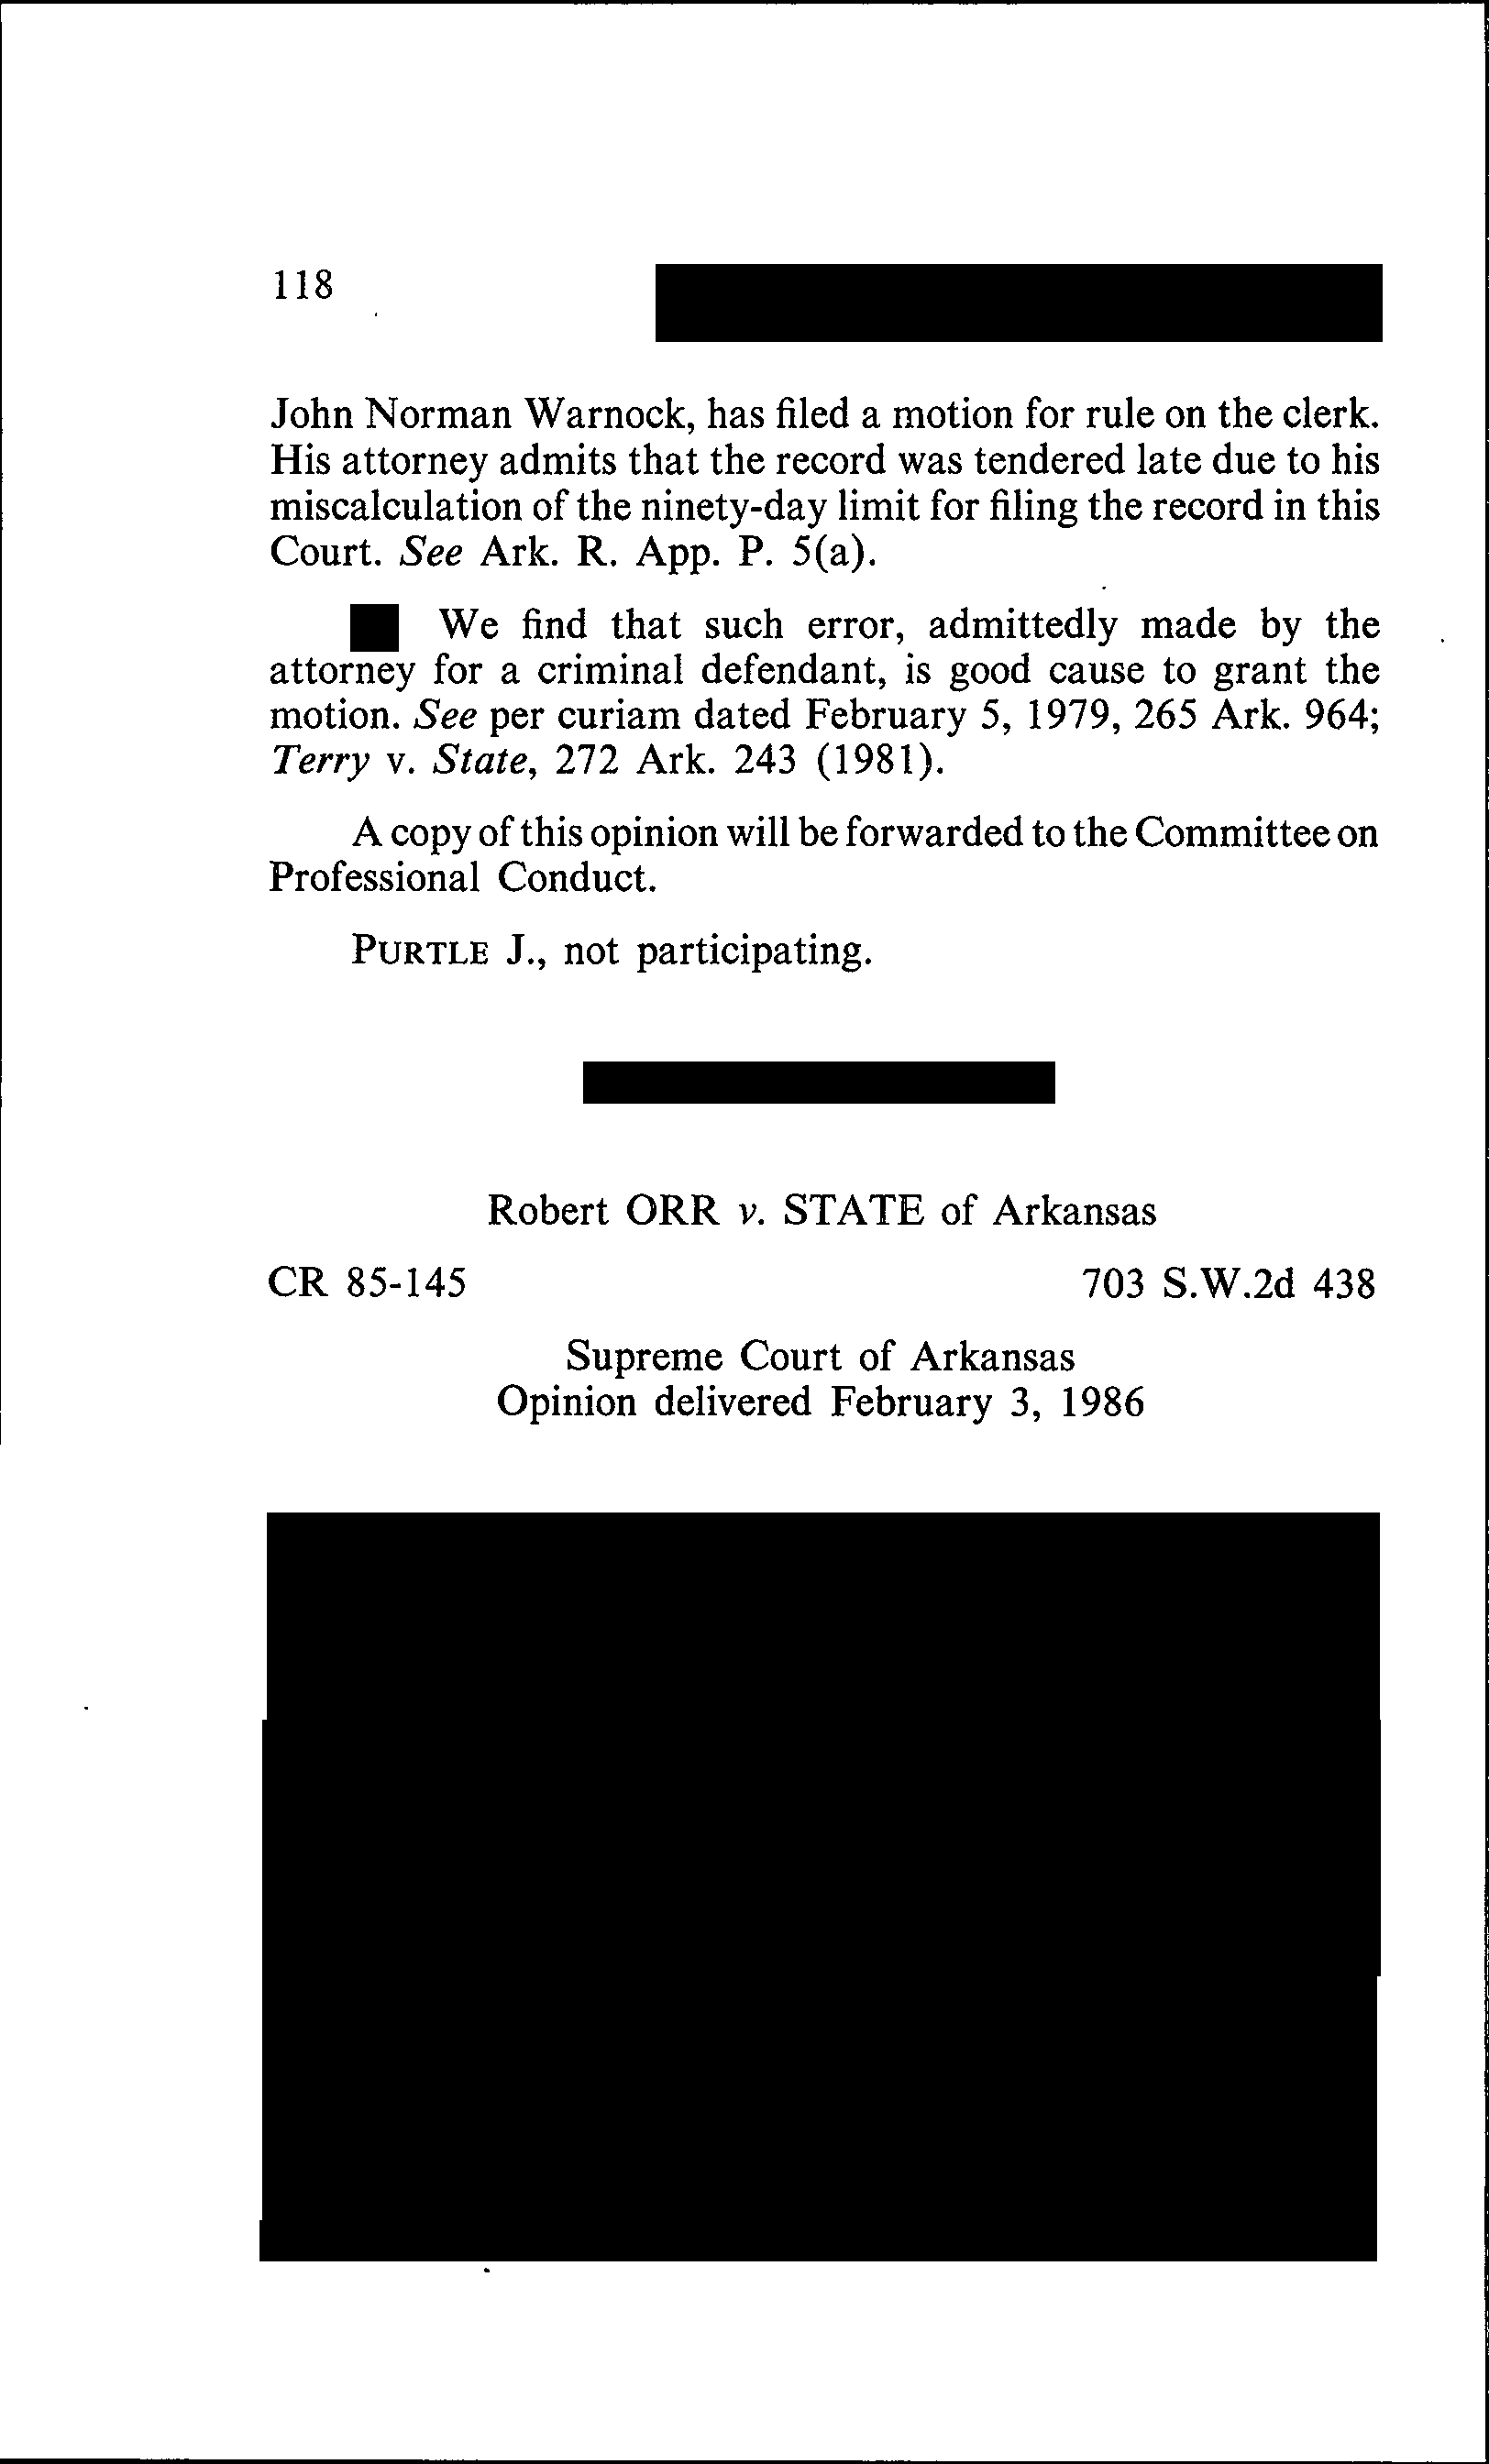 118
John Norman Warnock, has filed a motion for rule on the clerk.
His attorney admits that the record was tendered late due to his
miscalculation of the ninety-day limit for filing the record in this
Court. See Ark. R. App. P. 5(a).
We find that such error, admittedly made by the
attorney for a criminal defendant, is good cause to grant the
motion. See per curiam dated February 5, 1979, 265 Ark. 964;
Terry v. State, 272 Ark. 243 (1981).
A copy of this opinion will be forwarded to the Committee on
Professional Conduct.
PURTLE J., not participating.
Robert ORR v. STATE of Arkansas
CR 85-145 703 S.W.2d 438
Supreme Court of Arkansas
Opinion delivered February 3, 1986